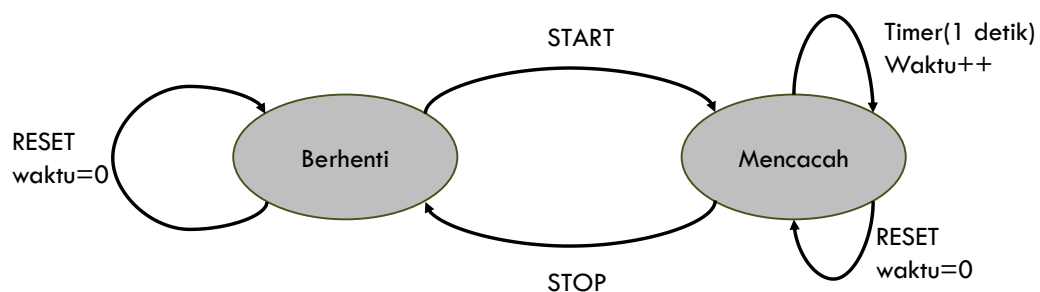 START
Timer(1 detik)
Waktu++
RESET
waktu=0
Berhenti
Mencacah
RESET
waktu=0
STOP